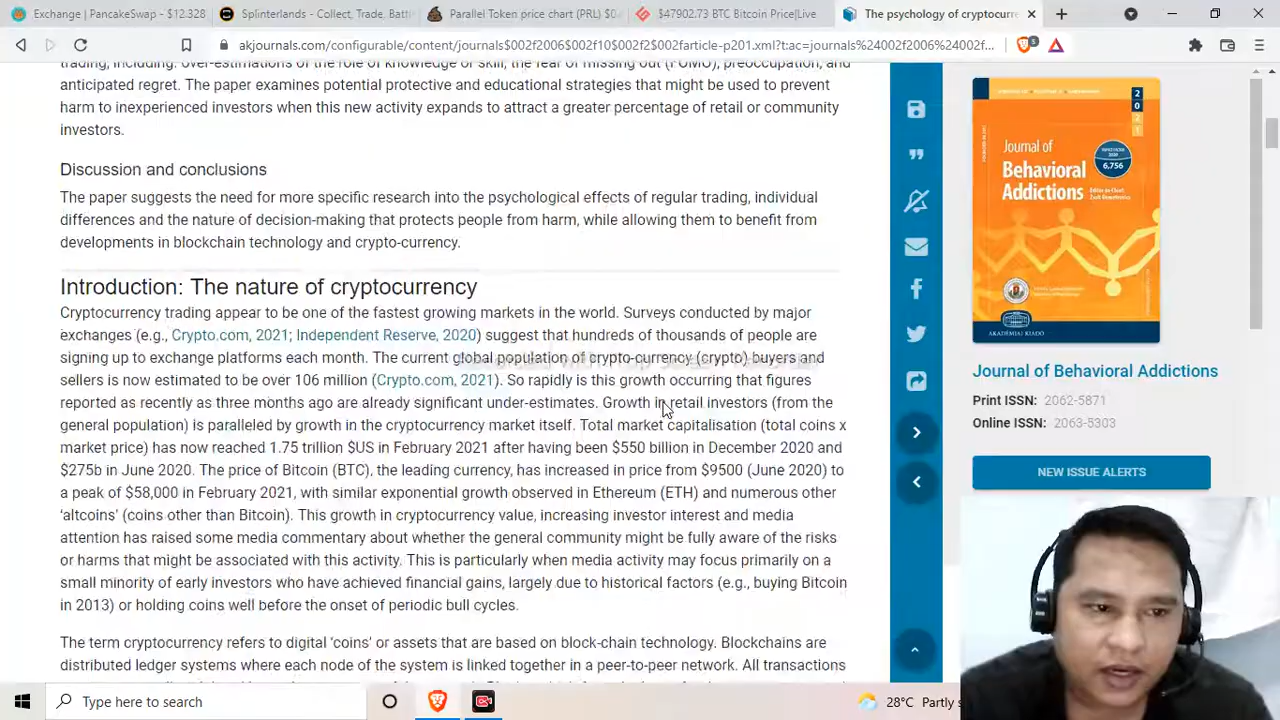 Exchange | PancakeSwap - $12.328
Splinterlands - Collect, Trade, Batt
Parallel Token price chart (PRL) $0.
$47902.73 BTC Bitcoin Price|Live
The psychology of cryptocurr
akjournals.com/configurable/content/journals$002f2006$002f10$002f2$002farticle-p201.xml?t:ac=journals%24002f2006%24002f...
5
trading, including: Over-estimations of the role of knowledge or skill, the fear of missing out (FOMO), preoccupation, and
anticipated regret. The paper examines potential protective and educational strategies that might be used to prevent
harm to inexperienced investors when this new activity expands to attract a greater percentage of retail or community
investors.
Discussion and conclusions
The paper suggests the need for more specific research into the psychological effects of regular trading, individual
differences and the nature of decision-making that protects people from harm, while allowing them to benefit from
developments in blockchain technology and crypto-currency.
Introduction: The nature of cryptocurrency
Cryptocurrency trading appear to be one of the fastest growing markets in the world. Surveys conducted by major
exchanges (e.g., Crypto.com, 2021; Independent Reserve, 2020) suggest that hundreds of thousands of people are
signing up to exchange platforms each month. The current global population of crypto-currency (crypto) buyers and
sellers is now estimated to be over 106 million (Crypto.com, 2021). So rapidly is this growth occurring that figures
reported as recently as three months ago are already significant under-estimates. Growth in retail investors (from the
general population) is paralleled by growth in the cryptocurrency market itself. Total market capitalisation (total coins x
market price) has now reached 1.75 trillion $US in February 2021 after having been $550 billion in December 2020 and
$275b in June 2020. The price of Bitcoin (BTC), the leading currency, has increased in price from $9500 (June 2020) to
a peak of $58,000 in February 2021, with similar exponential growth observed in Ethereum (ETH) and numerous other
'altcoins' (coins other than Bitcoin). This growth in cryptocurrency value, increasing investor interest and media
attention has raised some media commentary about whether the general community might be fully aware of the risks
or harms that might be associated with this activity. This is particularly when media activity may focus primarily on a
small minority of early investors who have achieved financial gains, largely due to historical factors (e.g., buying Bitcoin
in 2013) or holding coins well before the onset of periodic bull cycles.
The term cryptocurrency refers to digital 'coins' or assets that are based on block-chain technology. Blockchains are
distributed ledger systems where each node of the system is linked together in a peer-to-peer network. All transactions
2021
Journal of
Behavioral
Addictions
6,756
AKADÉMIAI KIADÓ
Journal of Behavioral Addictions
Print ISSN: 2062-5871
Online ISSN: 2063-5303
NEW ISSUE ALERTS
Type here to search
28°C Partly s